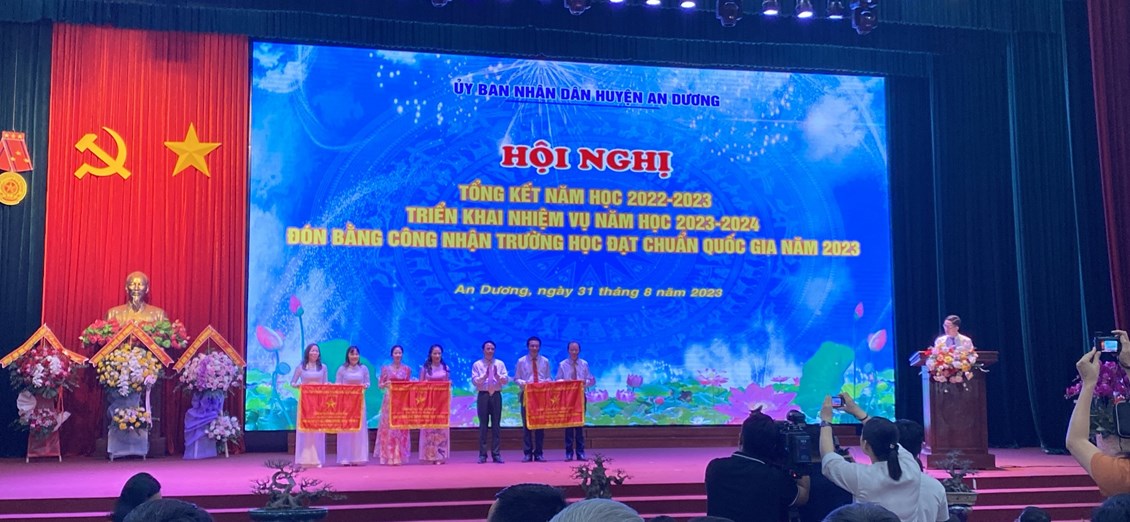 ỦY BAN NHÂN DÂN HUYỆN AN DƯƠNG
HỘI NGHỊ
TỔNG KẾT NĂM HỌC 2022-2023
TRIỂN KHAI NHIỆM VỤ NĂM HỌC 2023-2024
ĐÓN BẰNG CÔNG NHẬN TRƯỜNG HỌC ĐẠT CHUẨN QUỐC GIA NĂM 2023
An Dương, ngày 31 tháng 8 năm 2023